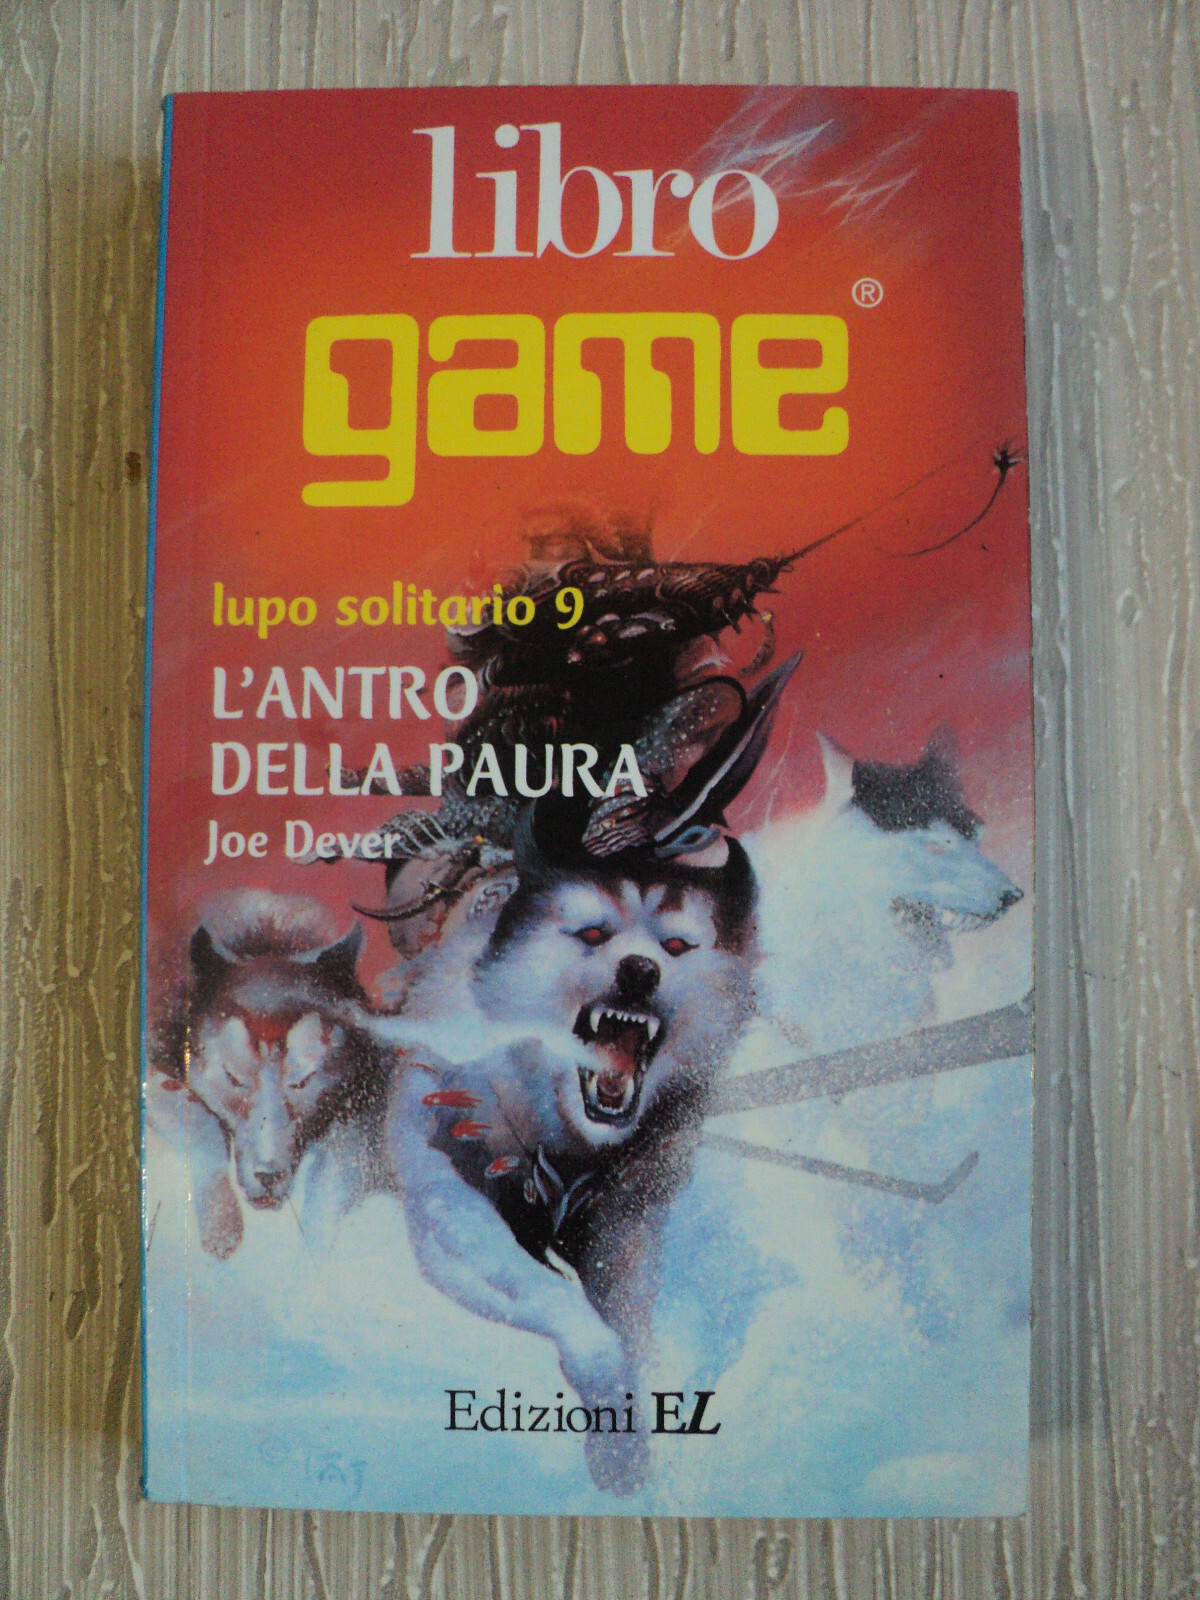 libro
game®
lupo solitario 9
L'ANTRO
DELLA PAURA
Joe Dever
Edizioni EL